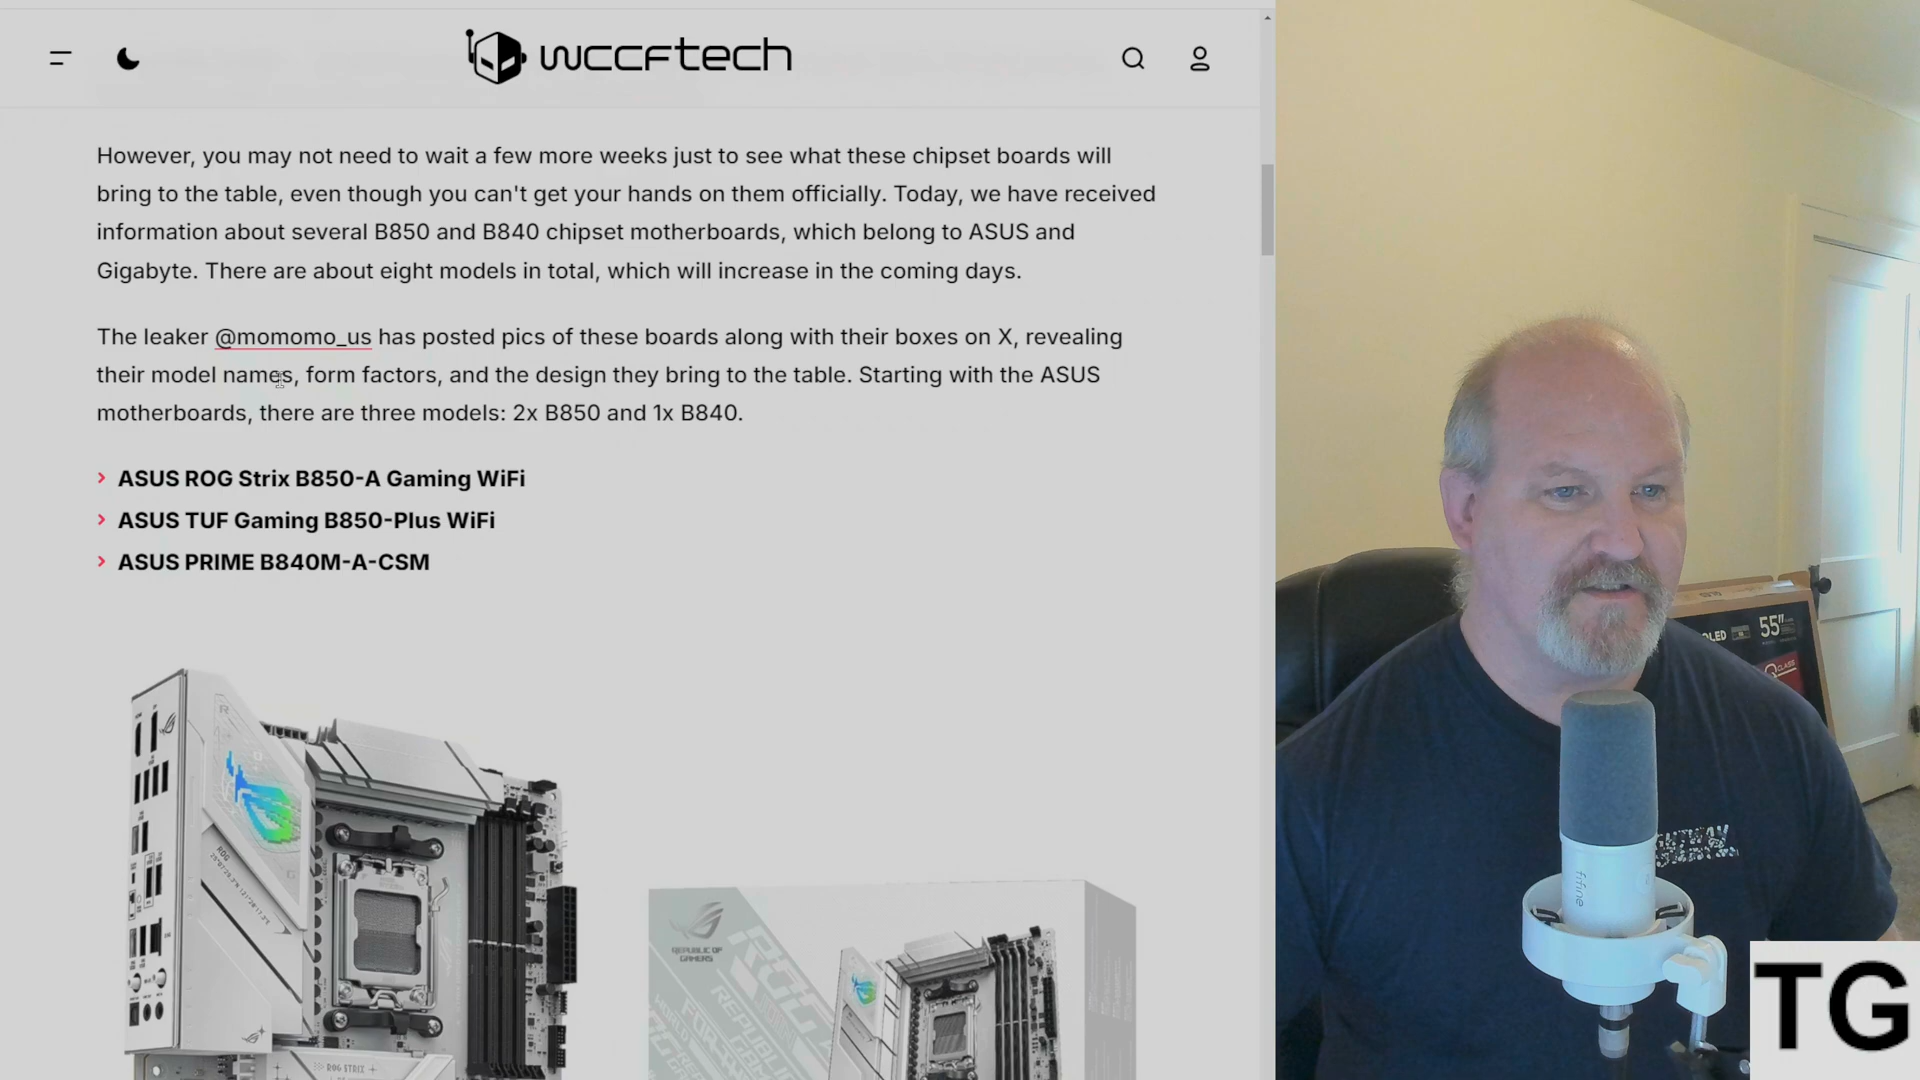 wccftech
However, you may not need to wait a few more weeks just to see what these chipset boards will
bring to the table, even though you can't get your hands on them officially. Today, we have received
information about several B850 and B840 chipset motherboards, which belong to ASUS and
Gigabyte. There are about eight models in total, which will increase in the coming days.
The leaker @momomo_us has posted pics of these boards along with their boxes on X, revealing
their model names, form factors, and the design they bring to the table. Starting with the ASUS
motherboards, there are three models: 2x B850 and 1x B840.
ASUS ROG Strix B850-A Gaming WiFi
ASUS TUF Gaming B850-Plus WiFi
ASUS PRIME B840M-A-CSM
ROG
ROG STRIX
REPUBLIC OF
GAMERS
55"
CLASS
fifine
TG